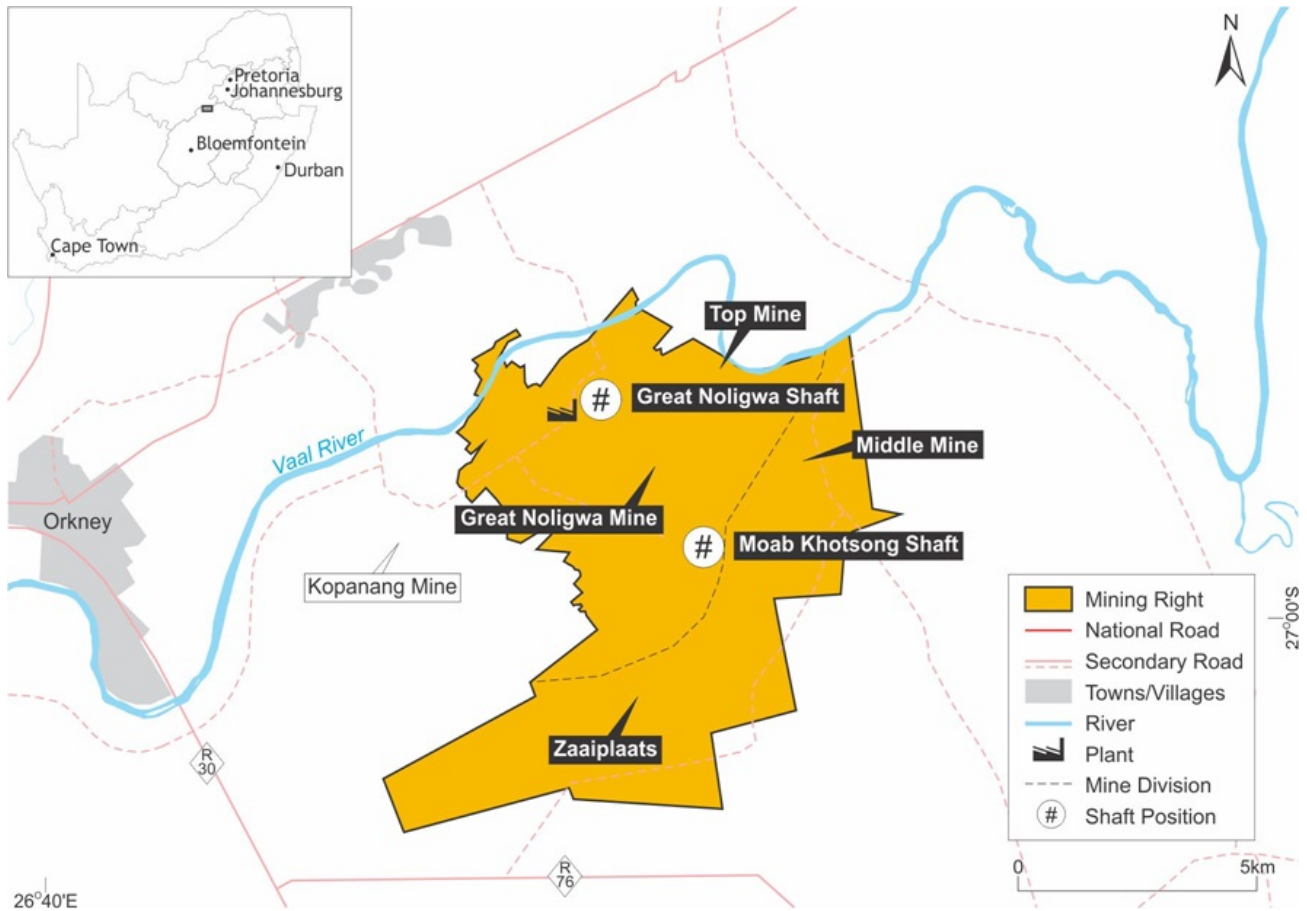 Pretoria
Johannesburg
Bloemfontein
Durban
Cape Town
N
Top Mine
Great Noligwa Shaft
#
Middle Mine
Vaal River
Orkney
Great Noligwa Mine
#
Moab Khotsong Shaft
Kopanang Mine
Zaaiplaats
R
30
R
76
27°00'S
26°40'E
Mining Right
National Road
Secondary Road
Towns/Villages
River
Plant
Mine Division
# Shaft Position
0 5km